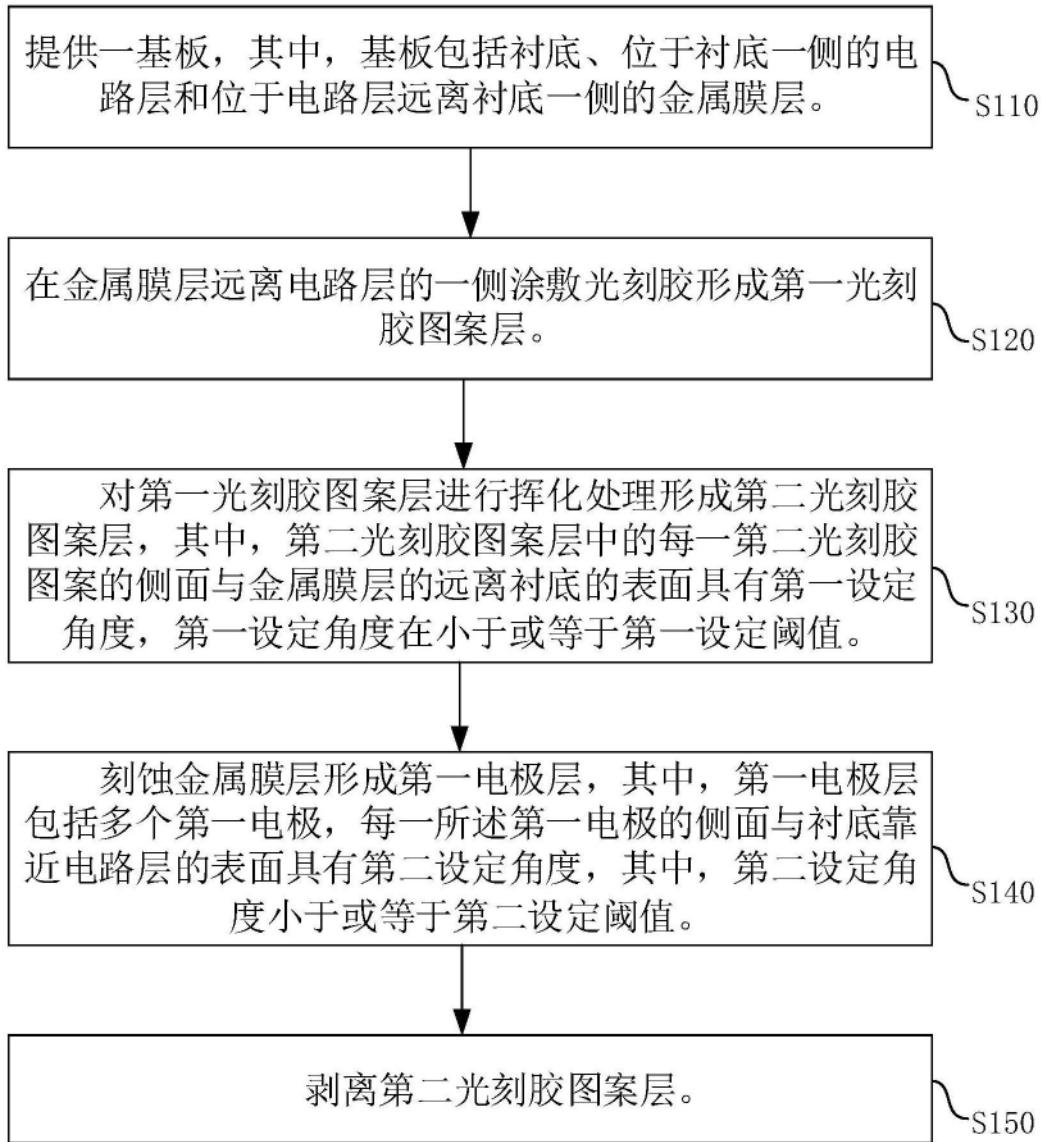 提供一基板，其中，基板包括衬底、位于衬底一侧的电
路层和位于电路层远离衬底一侧的金属膜层。
S110
在金属膜层远离电路层的一侧涂敷光刻胶形成第一光刻
胶图案层。
S120
对第一光刻胶图案层进行挥化处理形成第二光刻胶
图案层，其中，第二光刻胶图案层中的每一第二光刻胶
图案的侧面与金属膜层的远离衬底的表面具有第一设定
角度，第一设定角度在小于或等于第一设定阈值。
S130
刻蚀金属膜层形成第一电极层，其中，第一电极层
包括多个第一电极，每一所述第一电极的侧面与衬底靠
近电路层的表面具有第二设定角度，其中，第二设定角
度小于或等于第二设定阈值。
S140
剥离第二光刻胶图案层。
S150